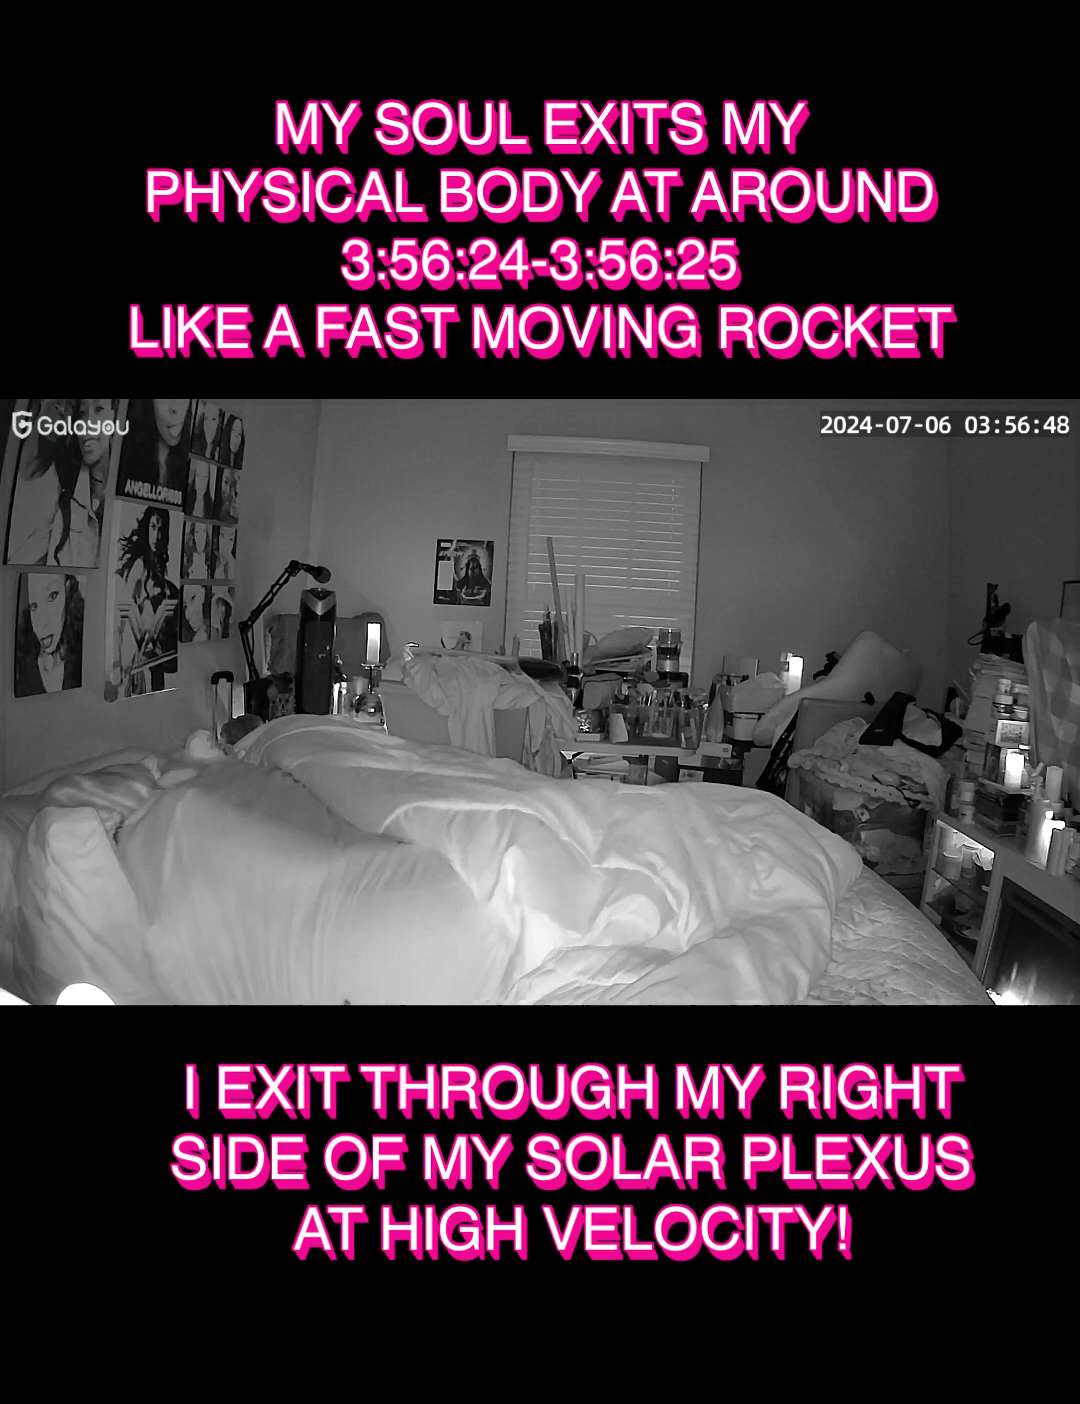 MY SOUL EXITS MY
PHYSICAL BODY AT AROUND
3:56:24-3:56:25
LIKE A FAST MOVING ROCKET
Galayou
2024-07-06 03:56:48
I EXIT THROUGH MY RIGHT
SIDE OF MY SOLAR PLEXUS
AT HIGH VELOCITY!